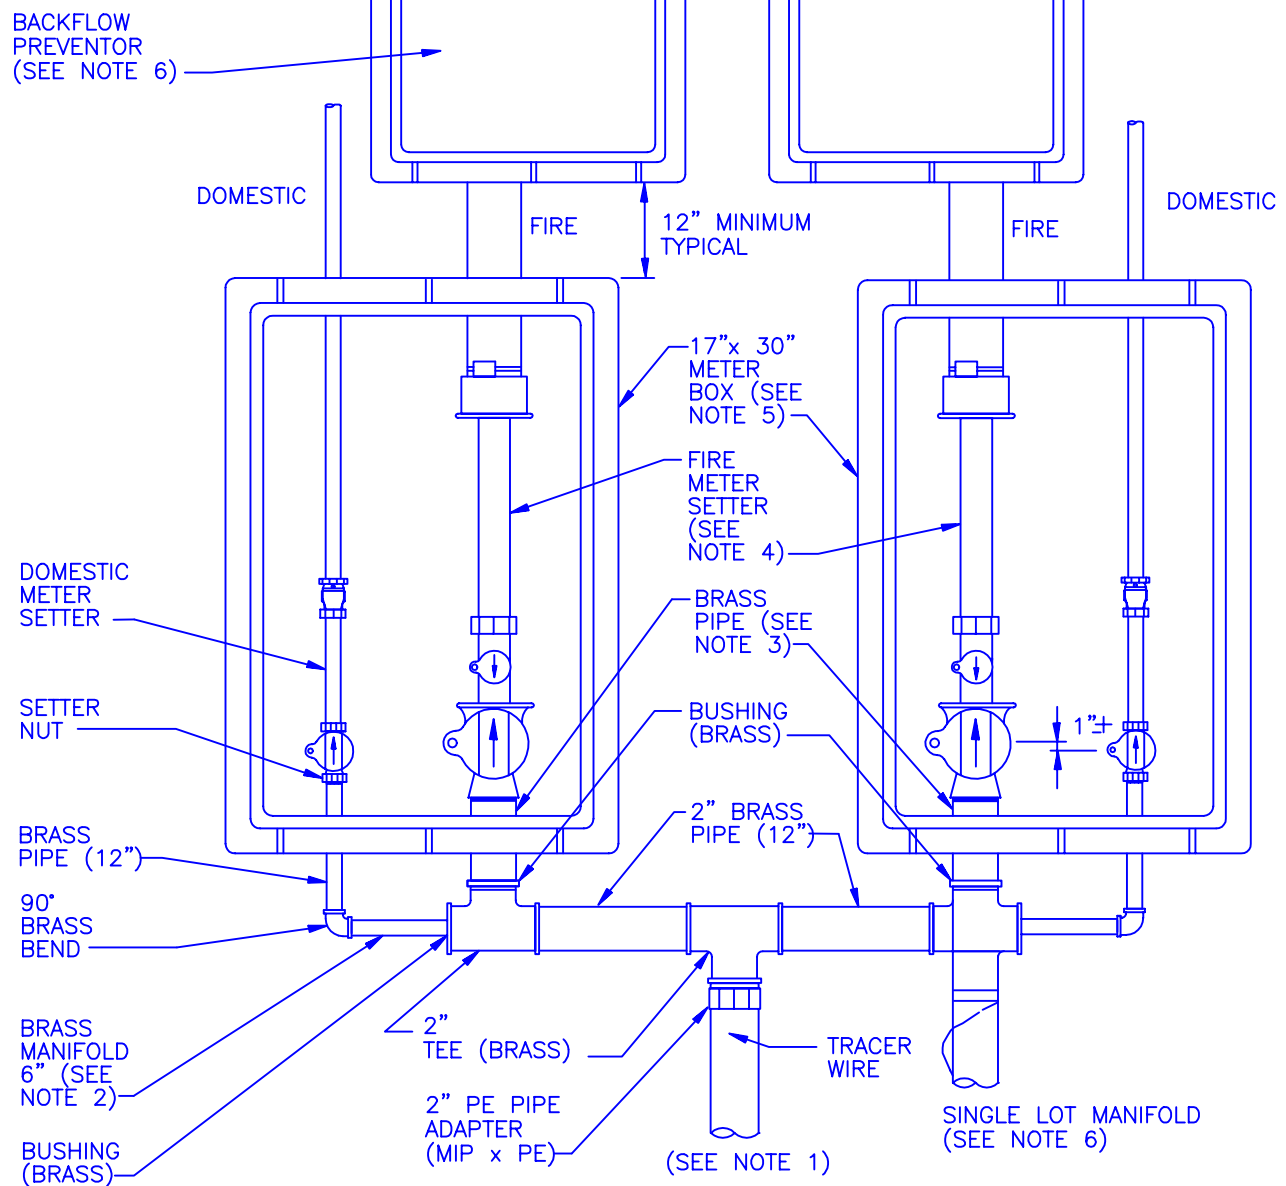 BACKFLOW
PREVENTOR
(SEE NOTE 6)
DOMESTIC
FIRE
12” MINIMUM
TYPICAL
FIRE
DOMESTIC
17”x 30”
METER
BOX (SEE
NOTE 5)
FIRE
METER
SETTER
(SEE
NOTE 4)
DOMESTIC
METER
SETTER
BRASS
PIPE (SEE
NOTE 3)
SETTER
NUT
BUSHING
(BRASS)
1”±
BRASS
PIPE (12”)
2” BRASS
PIPE (12”)
90°
BRASS
BEND
BRASS
MANIFOLD
6” (SEE
NOTE 2)
2”
TEE (BRASS)
TRACER
WIRE
2” PE PIPE
ADAPTER
(MIP x PE)
SINGLE LOT MANIFOLD
(SEE NOTE 6)
BUSHING
(BRASS)
(SEE NOTE 1)